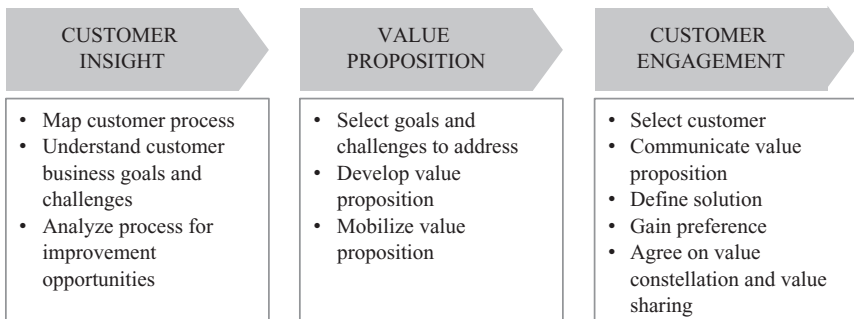 CUSTOMER
INSIGHT
• Map customer process
• Understand customer
business goals and
challenges
• Analyze process for
improvement
opportunities
VALUE
PROPOSITION
• Select goals and
challenges to address
• Develop value
proposition
• Mobilize value
proposition
CUSTOMER
ENGAGEMENT
• Select customer
• Communicate value
proposition
• Define solution
• Gain preference
• Agree on value
constellation and value
sharing